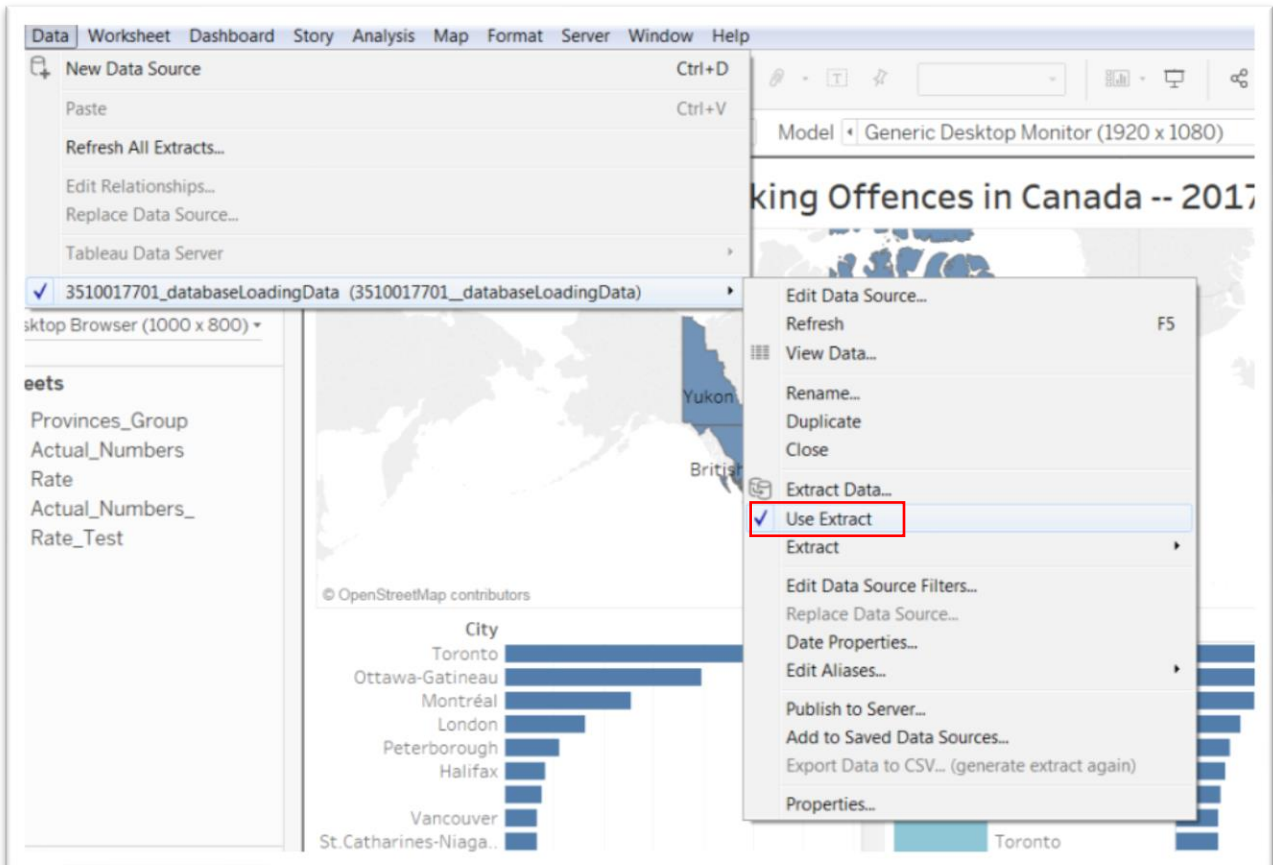 Data Worksheet Dashboard Story Analysis Map Format Server Window Help
New Data Source Ctrl+D
Paste Ctrl+V
Refresh All Extracts...
Edit Relationships...
Replace Data Source...
Tableau Data Server
3510017701_databaseLoadingData (3510017701__databaseLoadingData)
Model Generic Desktop Monitor (1920 x 1080)
king Offences in Canada -- 2017
sktop Browser (1000 x 800)
eets
Provinces_Group
Actual_Numbers
Rate
Actual_Numbers_
Rate_Test
Yukon
British
© OpenStreetMap contributors
Edit Data Source...
Refresh F5
View Data...
Rename...
Duplicate
Close
Extract Data...
Use Extract
Extract
Edit Data Source Filters...
Replace Data Source...
Date Properties...
Edit Aliases...
Publish to Server...
Add to Saved Data Sources...
Export Data to CSV... (generate extract again)
Properties...
City
Toronto
Ottawa-Gatineau
Montréal
London
Peterborough
Halifax
Vancouver
St.Catharines-Niaga..
Toronto